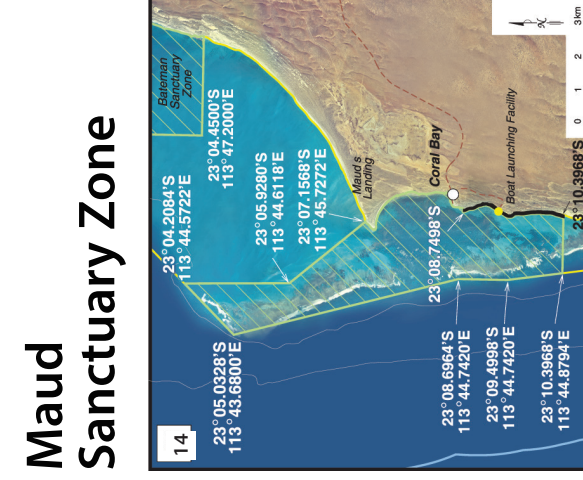 Maud
Sanctuary Zone
14
Bateman
Sanctuary
Zone
23°04.2084'S
113°44.5722'E
23°04.4500'S
113°47.2000'E
23°05.0328'S
113°43.6800'E
23°05.9280'S
113°44.6118'E
23°07.1568'S
113°45.7272'E
Maud's
Landing
Coral Bay
23°08.7498'S
Boat Launching Facility
23°08.6964'S
113°44.7420'E
23°09.4998'S
113°44.7420'E
23°10.3968'S
113°44.8794'E
23°10.3968'S
N
0 1 2 3km